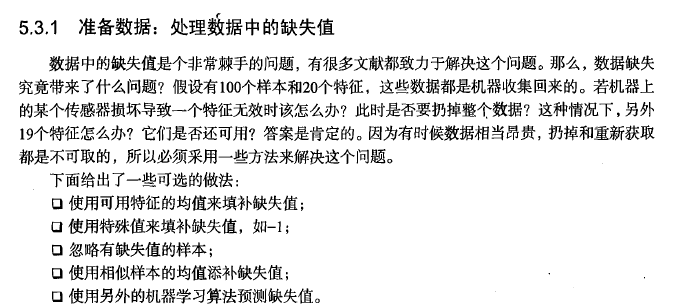 5.3.1 准备数据：处理数据中的缺失值
数据中的缺失值是个非常棘手的问题，有很多文献都致力于解决这个问题。那么，数据缺失
究竟带来了什么问题？假设有100个样本和20个特征，这些数据都是机器收集回来的。若机器上
的某个传感器损坏导致一个特征无效时该怎么办？此时是否要扔掉整个数据？这种情况下，另外
19个特征怎么办？它们是否还可用？答案是肯定的。因为有时候数据相当昂贵，扔掉和重新获取
都是不可取的，所以必须采用一些方法来解决这个问题。
下面给出了一些可选的做法：
❑ 使用可用特征的均值来填补缺失值；
❑ 使用特殊值来填补缺失值，如-1；
❑ 忽略有缺失值的样本；
❑ 使用相似样本的均值添补缺失值；
❑ 使用另外的机器学习算法预测缺失值。